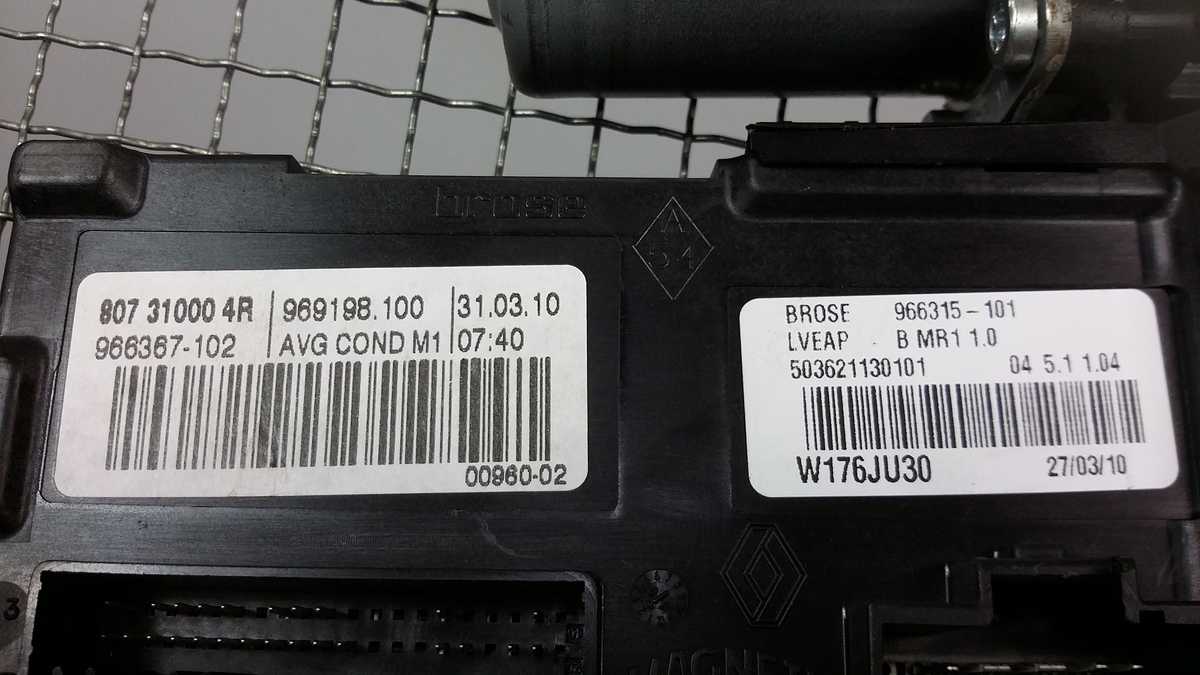 brose
A
54
807 31000 4R
969198.100
31.03.10
966367-102
AVG COND M1
07:40
00960-02
BROSE 966315-101
LVEAP B MR1 1.0
503621130101 04 5.1 1.04
W176JU30 27/03/10
3